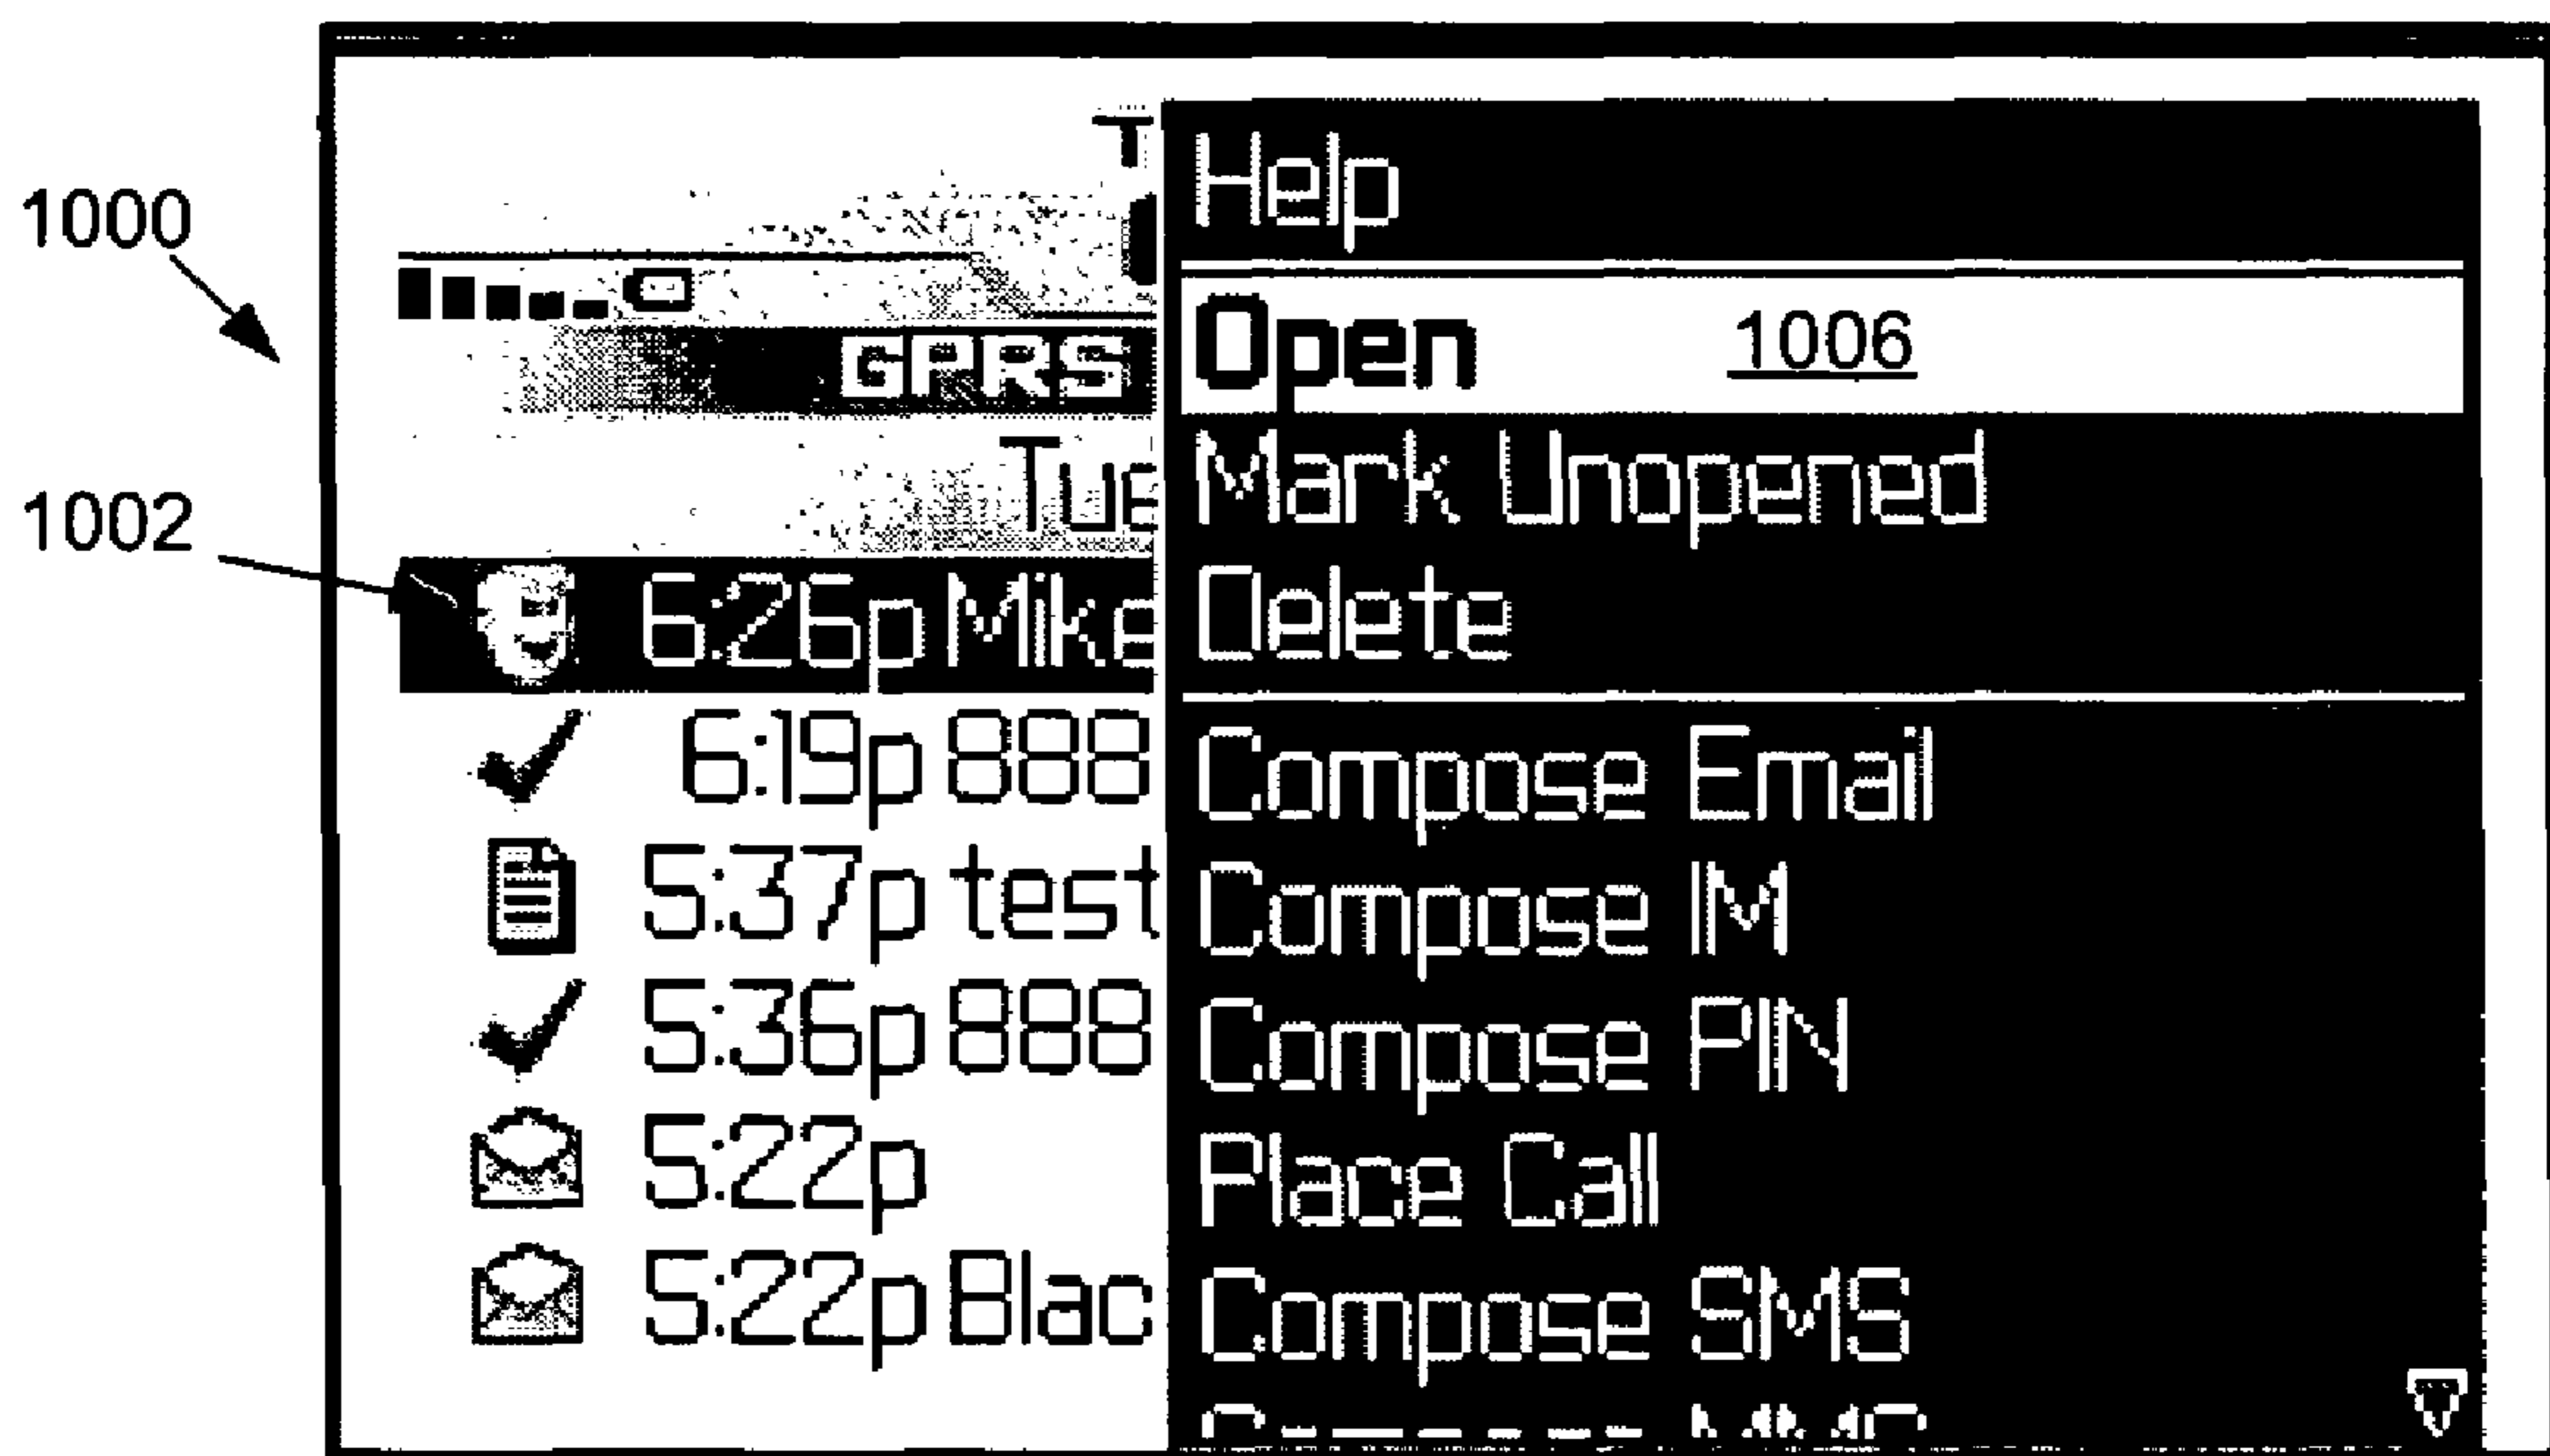 T
Help
1000
GPRS
Open 1006
Tue
Mark Unopened
1002
6:26p Mike
Delete
6:19p 888
Compose Email
5:37p test
Compose IM
5:36p 888
Compose PIN
5:22p
Place Call
5:22p Blac
Compose SMS